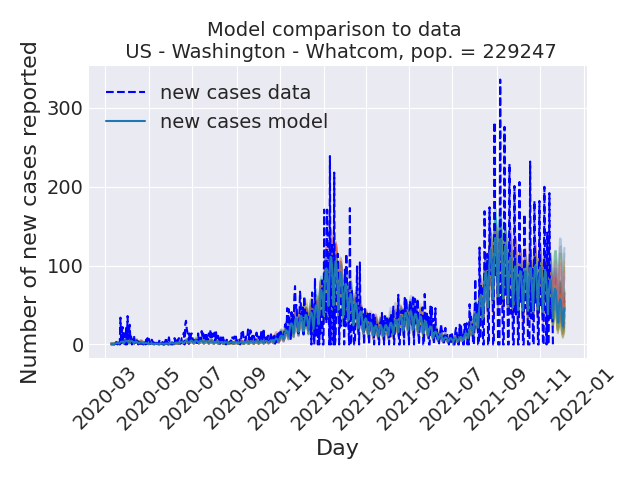 Model comparison to data
US - Washington - Whatcom, pop. = 229247
Number of new cases reported
300
200
100
0
new cases data
new cases model
2020-03
2020-05
2020-07
2020-09
2020-11
2021-01
2021-03
2021-05
2021-07
2021-09
2021-11
2022-01
Day